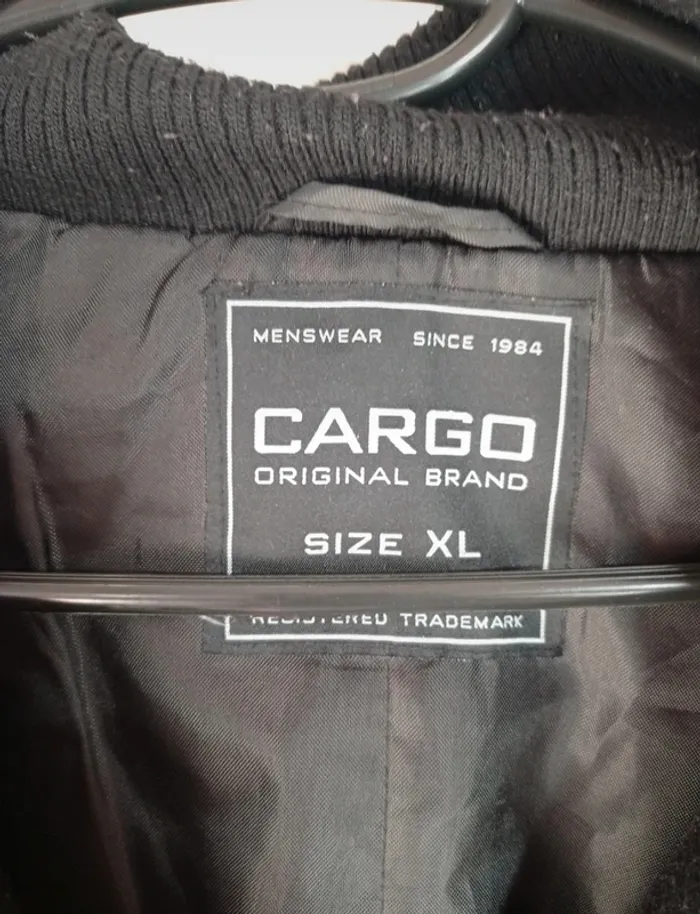 MENSWEAR SINCE 1984
CARGO
ORIGINAL BRAND
SIZE XL
REGISTERED TRADEMARK